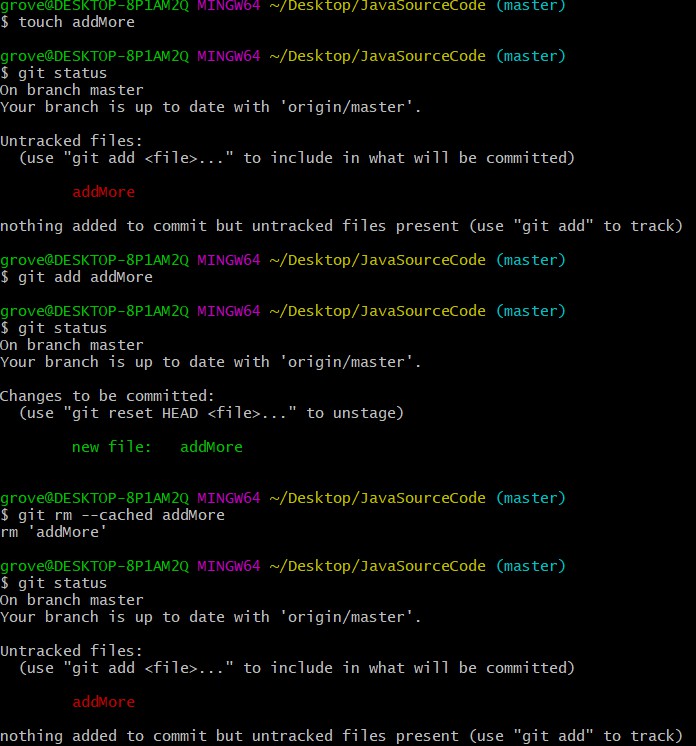 grove@DESKTOP-8P1AM2Q MINGW64 ~/Desktop/JavaSourceCode (master)
$ touch addMore
grove@DESKTOP-8P1AM2Q MINGW64 ~/Desktop/JavaSourceCode (master)
$ git status
On branch master
Your branch is up to date with 'origin/master'.
Untracked files:
(use "git add <file>..." to include in what will be committed)
addMore
nothing added to commit but untracked files present (use "git add" to track)
grove@DESKTOP-8P1AM2Q MINGW64 ~/Desktop/JavaSourceCode (master)
$ git add addMore
grove@DESKTOP-8P1AM2Q MINGW64 ~/Desktop/JavaSourceCode (master)
$ git status
On branch master
Your branch is up to date with 'origin/master'.
Changes to be committed:
(use "git reset HEAD <file>..." to unstage)
new file:   addMore
grove@DESKTOP-8P1AM2Q MINGW64 ~/Desktop/JavaSourceCode (master)
$ git rm --cached addMore
rm 'addMore'
grove@DESKTOP-8P1AM2Q MINGW64 ~/Desktop/JavaSourceCode (master)
$ git status
On branch master
Your branch is up to date with 'origin/master'.
Untracked files:
(use "git add <file>..." to include in what will be committed)
addMore
nothing added to commit but untracked files present (use "git add" to track)